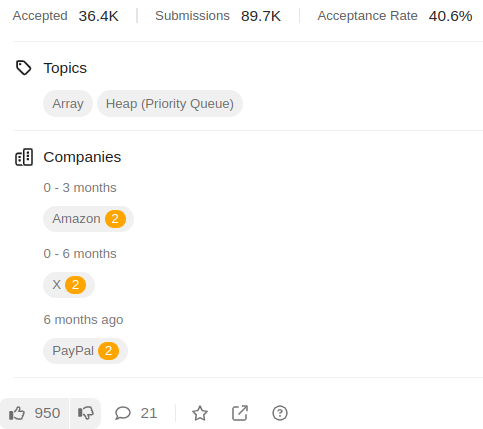 Accepted 36.4K Submissions 89.7K Acceptance Rate 40.6%
Topics
Array Heap (Priority Queue)
Companies
0 - 3 months
Amazon 2
0 - 6 months
X 2
6 months ago
PayPal 2
950 21